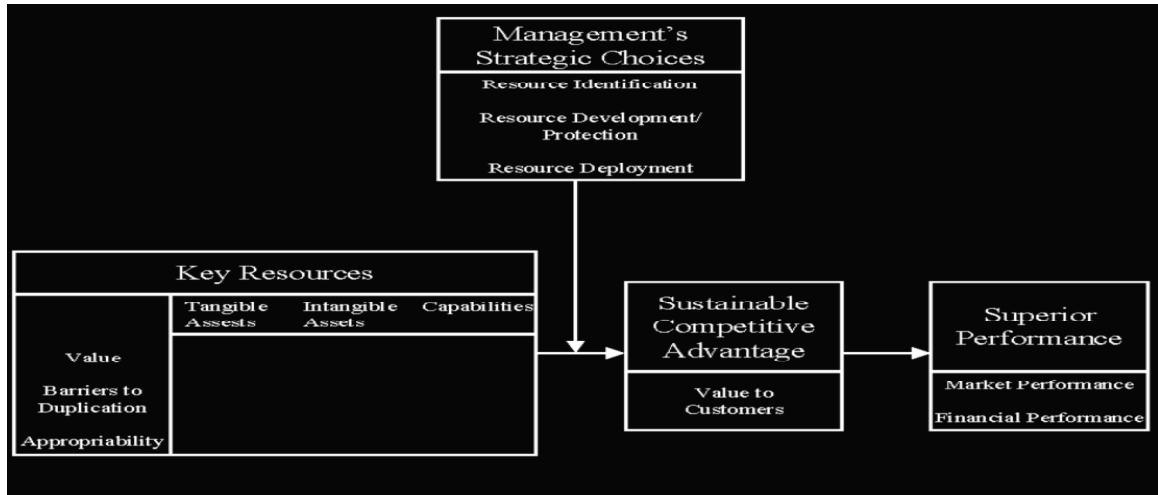 Management's
Strategic Choices
Resource Identification
Resource Development/
Protection
Resource Deployment
Key Resources
Tangible Intangible Capabilities
Assests Assets
Value
Barriers to
Duplication
Appropriability
Sustainable
Competitive
Advantage
Value to
Customers
Superior
Performance
Market Performance
Financial Performance